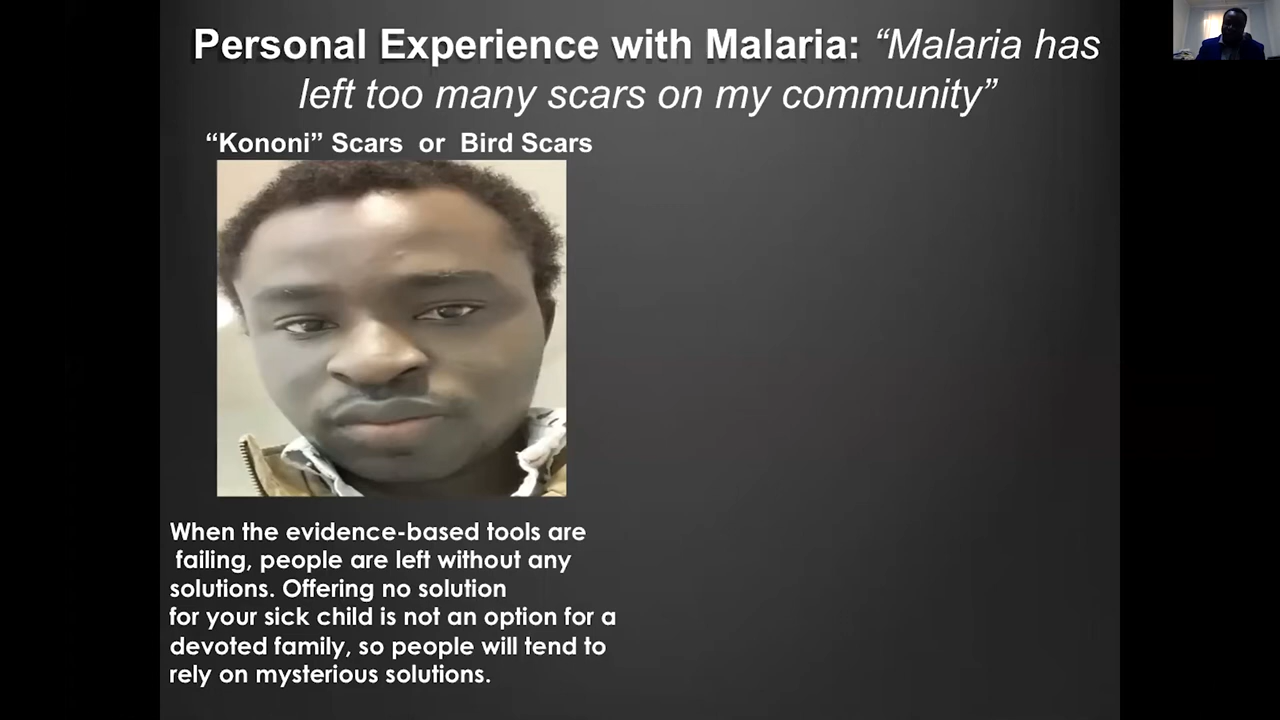 Personal Experience with Malaria: “Malaria has
left too many scars on my community”
“Kononi” Scars or Bird Scars
When the evidence-based tools are
failing, people are left without any
solutions. Offering no solution
for your sick child is not an option for a
devoted family, so people will tend to
rely on mysterious solutions.